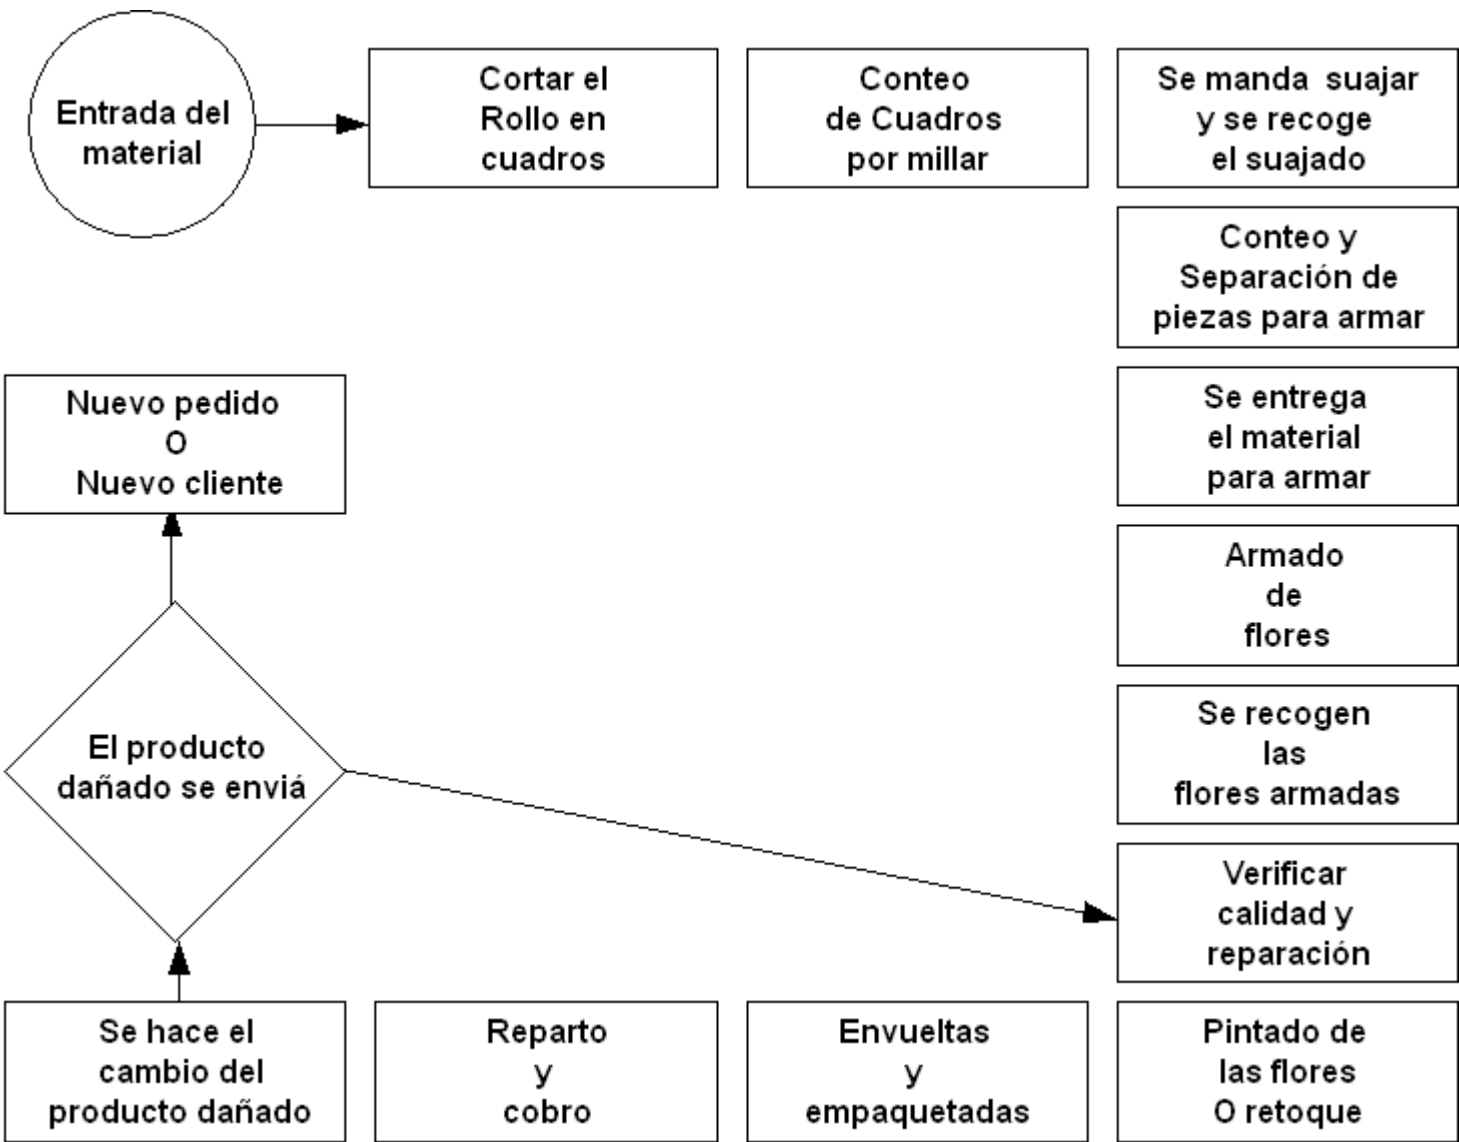 Entrada del
material
Cortar el
Rollo en
cuadros
Conteo
de Cuadros
por millar
Se manda suajar
y se recoge
el suajado
Conteo y
Separación de
piezas para armar
Se entrega
el material
para armar
Armado
de
flores
Se recogen
las
flores armadas
Verificar
calidad y
reparación
Pintado de
las flores
O retoque
Envueltas
y
empaquetadas
Reparto
y
cobro
Se hace el
cambio del
producto dañado
El producto
dañado se enviá
Nuevo pedido
O
Nuevo cliente